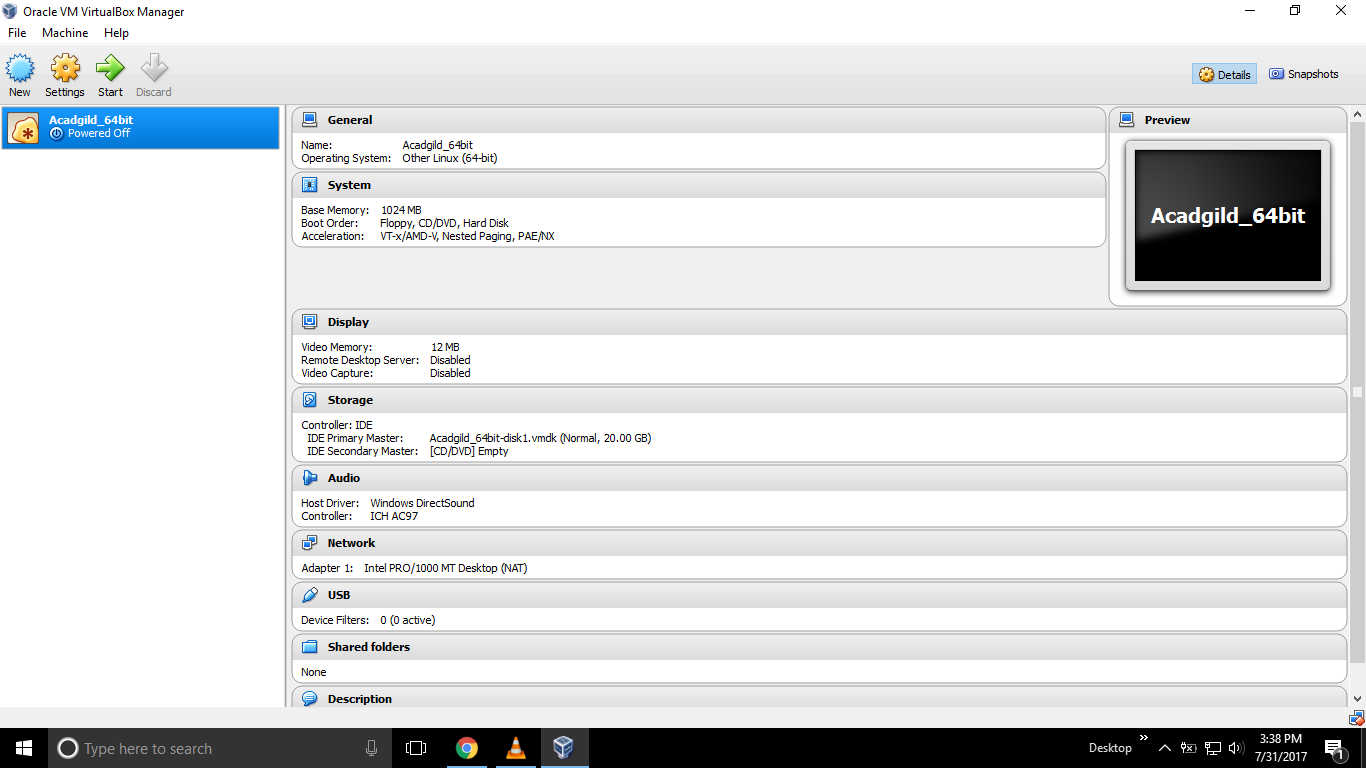 Oracle VM VirtualBox Manager
File Machine Help
New Settings Start Discard
Details Snapshots
Acadgild_64bit
Powered Off
General
Name: Acadgild_64bit
Operating System: Other Linux (64-bit)
System
Base Memory: 1024 MB
Boot Order: Floppy, CD/DVD, Hard Disk
Acceleration: VT-x/AMD-V, Nested Paging, PAE/NX
Preview
Acadgild_64bit
Display
Video Memory: 12 MB
Remote Desktop Server: Disabled
Video Capture: Disabled
Storage
Controller: IDE
IDE Primary Master: Acadgild_64bit-disk1.vmdk (Normal, 20.00 GB)
IDE Secondary Master: [CD/DVD] Empty
Audio
Host Driver: Windows DirectSound
Controller: ICH AC97
Network
Adapter 1: Intel PRO/1000 MT Desktop (NAT)
USB
Device Filters: 0 (0 active)
Shared folders
None
Description
Type here to search
Desktop
3:38 PM
7/31/2017
1